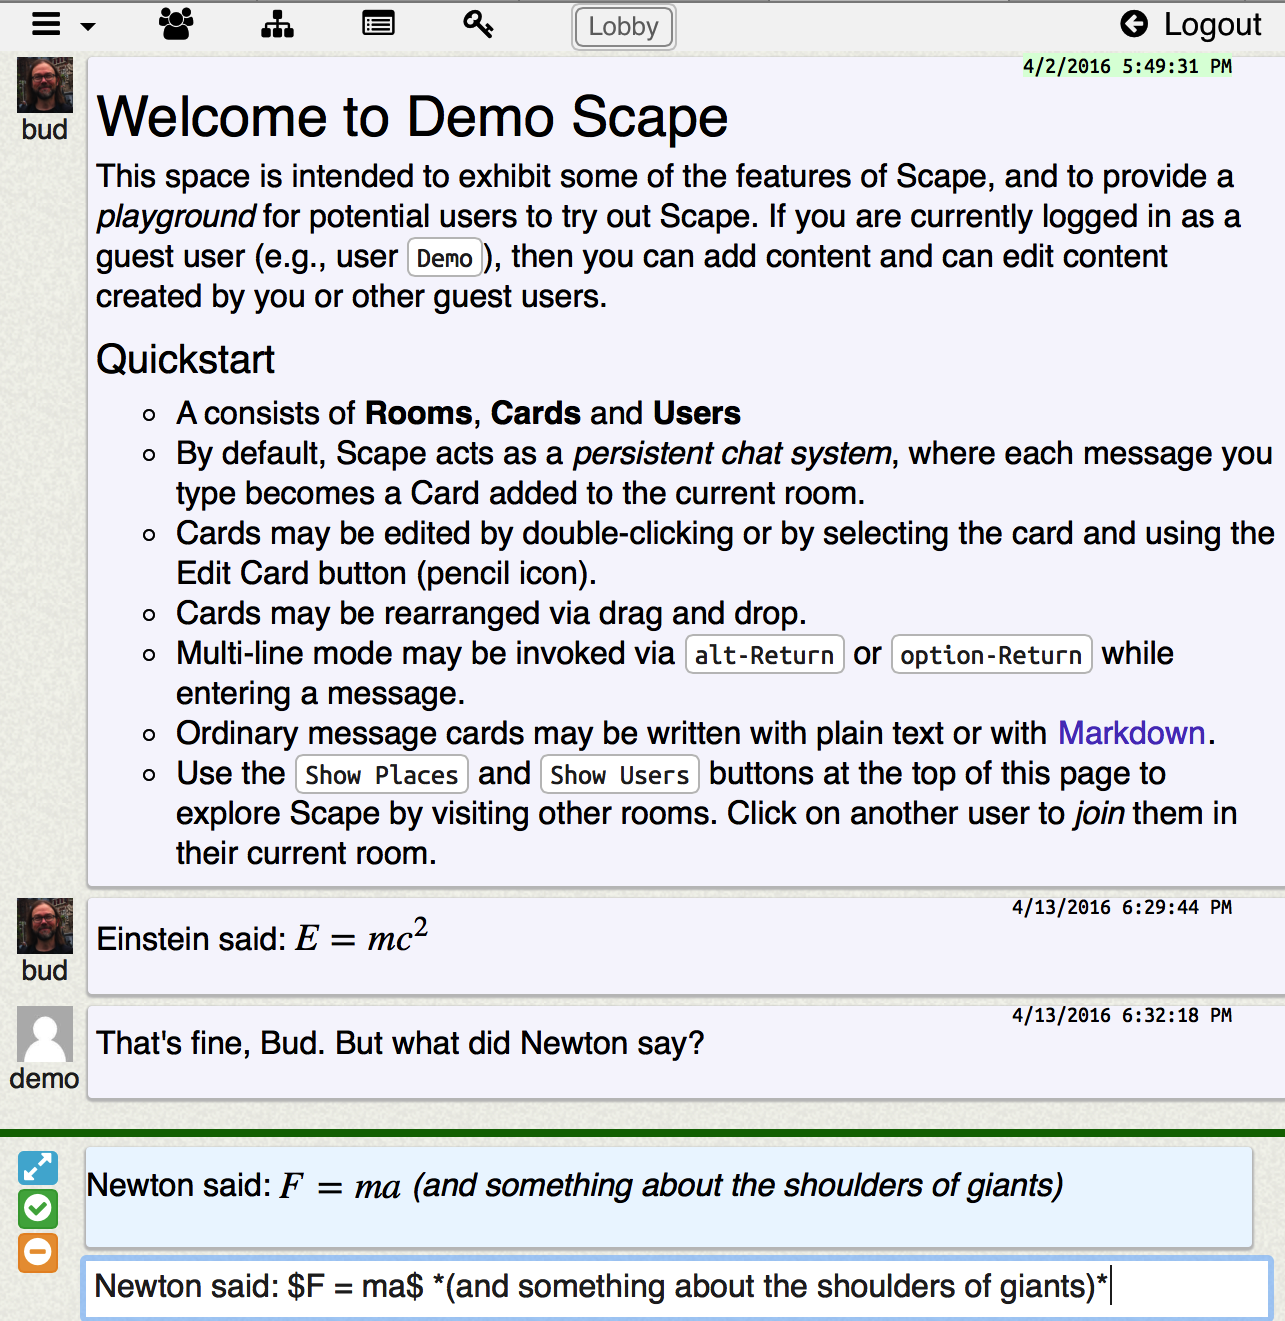 Lobby
Logout
4/2/2016 5:49:31 PM
bud
Welcome to Demo Scape
This space is intended to exhibit some of the features of Scape, and to provide a
playground for potential users to try out Scape. If you are currently logged in as a
guest user (e.g., user Demo), then you can add content and can edit content
created by you or other guest users.
Quickstart
A consists of Rooms, Cards and Users
By default, Scape acts as a persistent chat system, where each message you
type becomes a Card added to the current room.
Cards may be edited by double-clicking or by selecting the card and using the
Edit Card button (pencil icon).
Cards may be rearranged via drag and drop.
Multi-line mode may be invoked via alt-Return or option-Return while
entering a message.
Ordinary message cards may be written with plain text or with Markdown.
Use the Show Places and Show Users buttons at the top of this page to
explore Scape by visiting other rooms. Click on another user to join them in
their current room.
4/13/2016 6:29:44 PM
bud
Einstein said: E = mc²
4/13/2016 6:32:18 PM
demo
That's fine, Bud. But what did Newton say?
Newton said: F = ma (and something about the shoulders of giants)
Newton said: $F = ma$ *(and something about the shoulders of giants)*